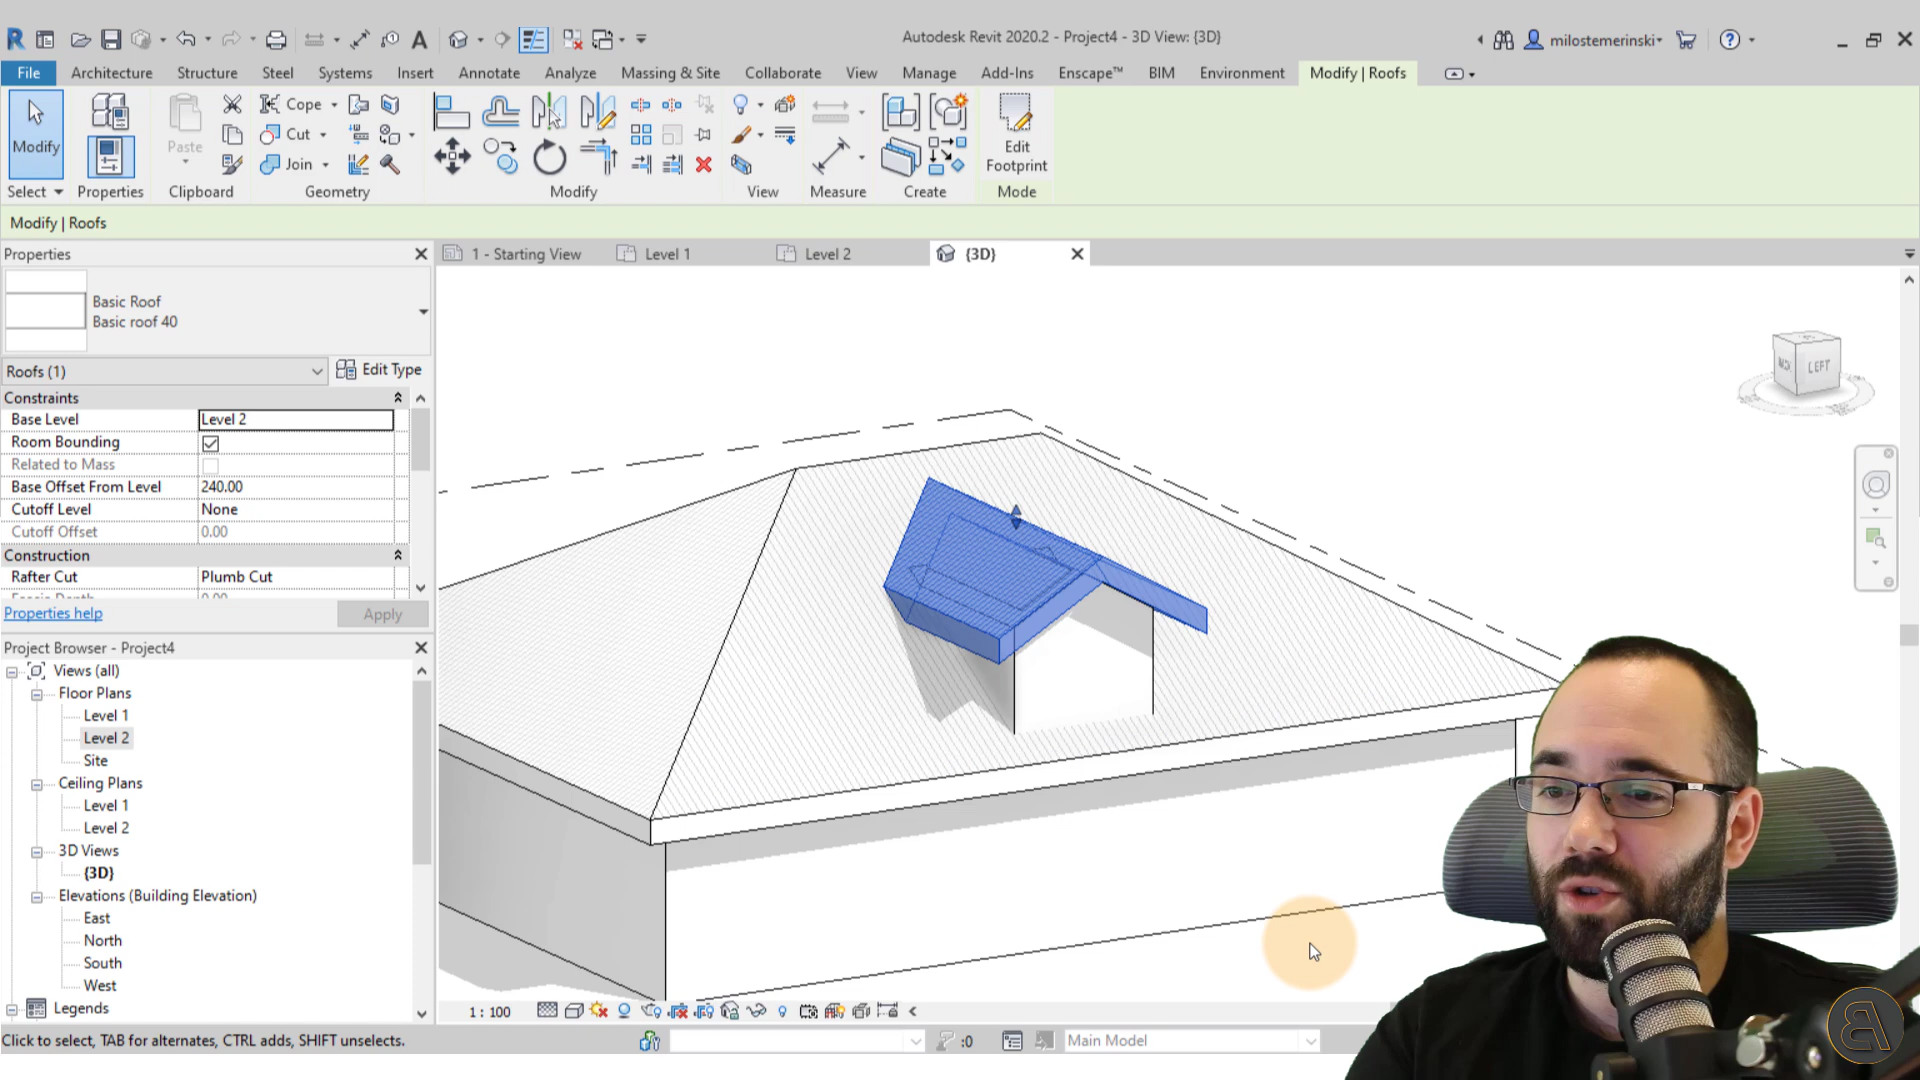 Autodesk Revit 2020.2 - Project4 - 3D View: {3D}
milostemerinski
File Architecture Structure Steel Systems Insert Annotate Analyze Massing & Site Collaborate View Manage Add-Ins Enscape™ BIM Environment Modify | Roofs
Modify
Paste
Cope
Cut
Join
Edit
Footprint
Select Properties Clipboard Geometry Modify View Measure Create Mode
Modify | Roofs
Properties
1 - Starting View Level 1 Level 2 {3D}
Basic Roof
Basic roof 40
Roofs (1) Edit Type
Constraints
Base Level Level 2
Room Bounding
Related to Mass
Base Offset From Level 240.00
Cutoff Level None
Cutoff Offset 0.00
Construction
Rafter Cut Plumb Cut
Properties help Apply
Project Browser - Project4
Views (all)
Floor Plans
Level 1
Level 2
Site
Ceiling Plans
Level 1
Level 2
3D Views
{3D}
Elevations (Building Elevation)
East
North
South
West
Legends
LEFT
1 : 100
Click to select, TAB for alternates, CTRL adds, SHIFT unselects.
:0
Main Model